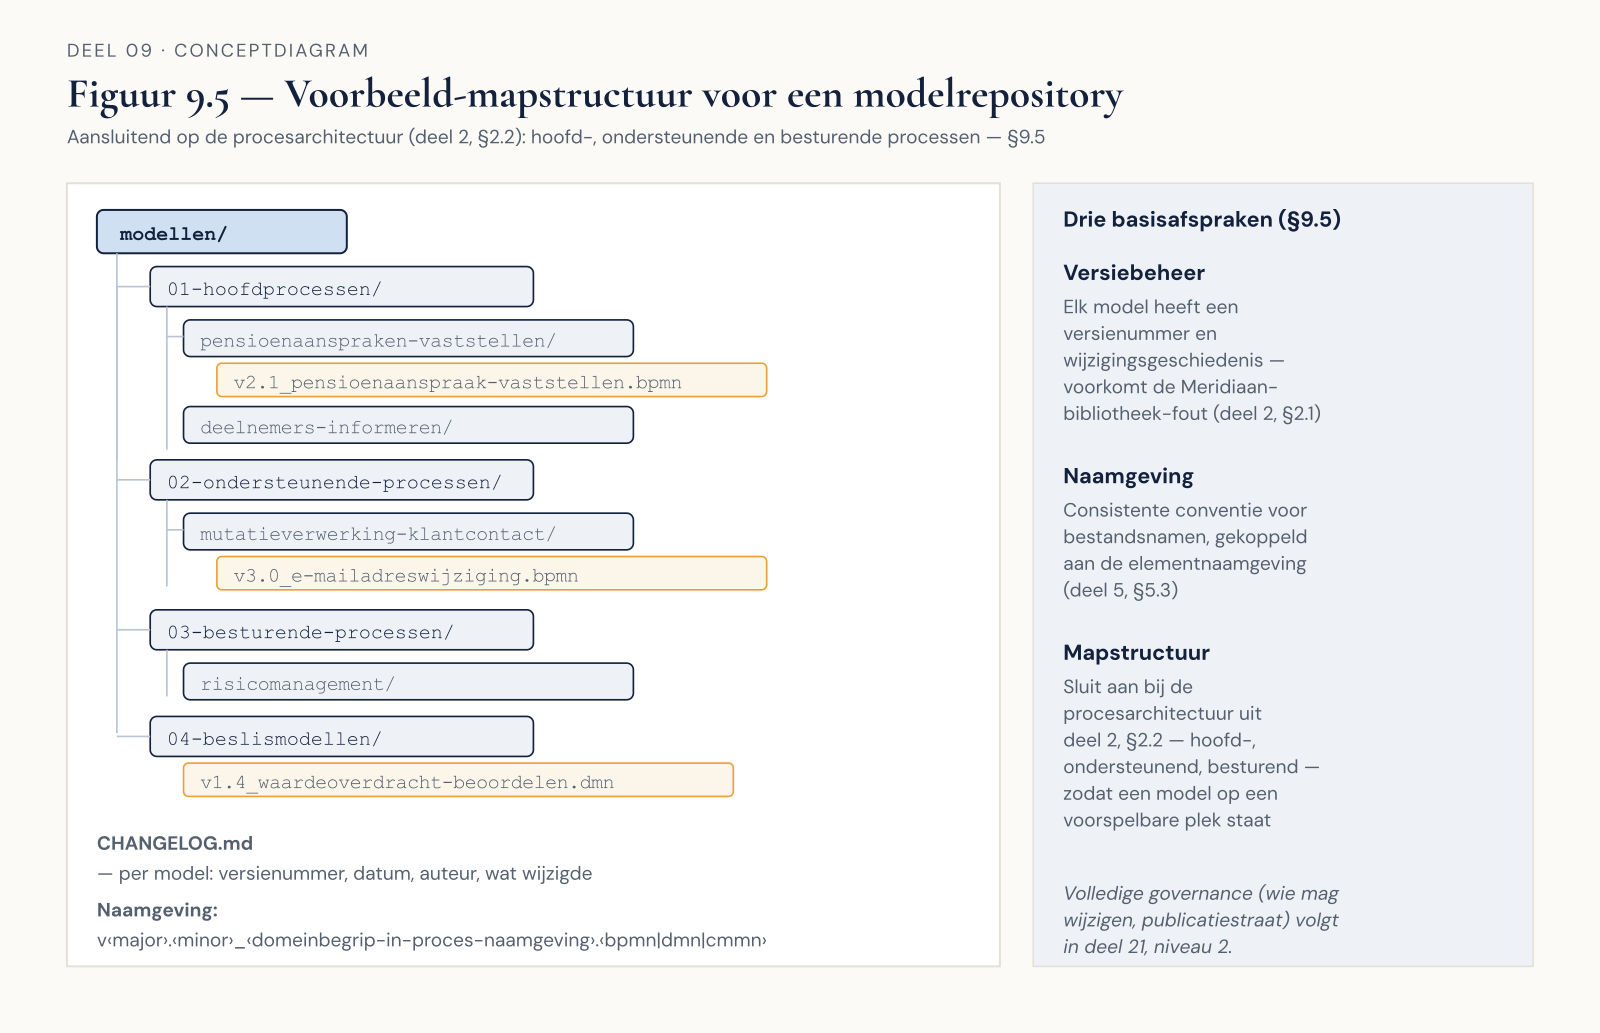 DEEL 09 · CONCEPTDIAGRAM
Figuur 9.5 — Voorbeeld-mapstructuur voor een modelrepository
Aansluitend op de procesarchitectuur (deel 2, §2.2): hoofd-, ondersteunende en besturende processen — §9.5
modellen/
01-hoofdprocessen/
pensioenaanspraken-vaststellen/
v2.1_pensioenaanspraak-vaststellen.bpmn
deelnemers-informeren/
02-ondersteunende-processen/
mutatieverwerking-klantcontact/
v3.0_e-mailadreswijziging.bpmn
03-besturende-processen/
risicomanagement/
04-beslismodellen/
v1.4_waardeoverdracht-beoordelen.dmn
CHANGELOG.md
— per model: versienummer, datum, auteur, wat wijzigde
Naamgeving:
v‹major›.‹minor›_‹domeinbegrip-in-proces-naamgeving›.‹bpmn|dmn|cmmn›
Drie basisafspraken (§9.5)
Versiebeheer
Elk model heeft een
versienummer en
wijzigingsgeschiedenis —
voorkomt de Meridiaan-
bibliotheek-fout (deel 2, §2.1)
Naamgeving
Consistente conventie voor
bestandsnamen, gekoppeld
aan de elementnaamgeving
(deel 5, §5.3)
Mapstructuur
Sluit aan bij de
procesarchitectuur uit
deel 2, §2.2 — hoofd-,
ondersteunend, besturend —
zodat een model op een
voorspelbare plek staat
Volledige governance (wie mag
wijzigen, publicatiestraat) volgt
in deel 21, niveau 2.